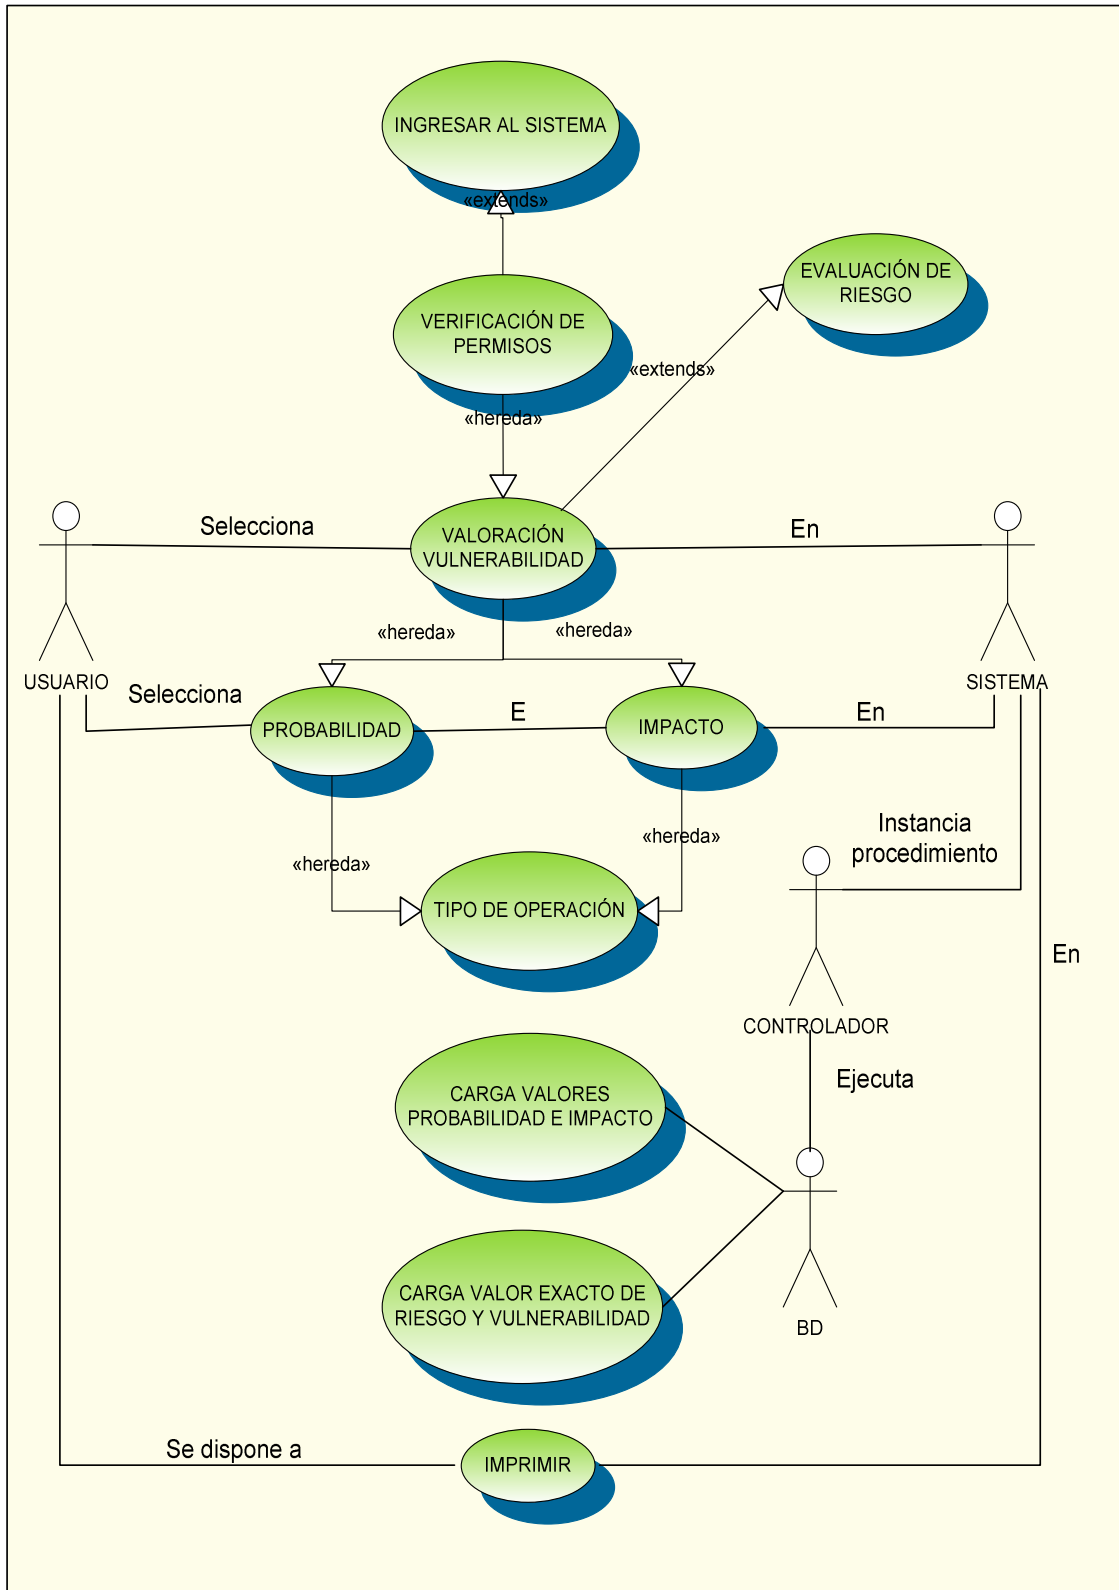 INGRESAR AL SISTEMA
«extends»
EVALUACIÓN DE
RIESGO
VERIFICACIÓN DE
PERMISOS
«extends»
«hereda»
Selecciona
VALORACIÓN
VULNERABILIDAD
En
«hereda»
«hereda»
USUARIO
SISTEMA
Selecciona
PROBABILIDAD
E
IMPACTO
En
«hereda»
«hereda»
Instancia
procedimiento
TIPO DE OPERACIÓN
En
CONTROLADOR
Ejecuta
CARGA VALORES
PROBABILIDAD E IMPACTO
CARGA VALOR EXACTO DE
RIESGO Y VULNERABILIDAD
BD
Se dispone a
IMPRIMIR